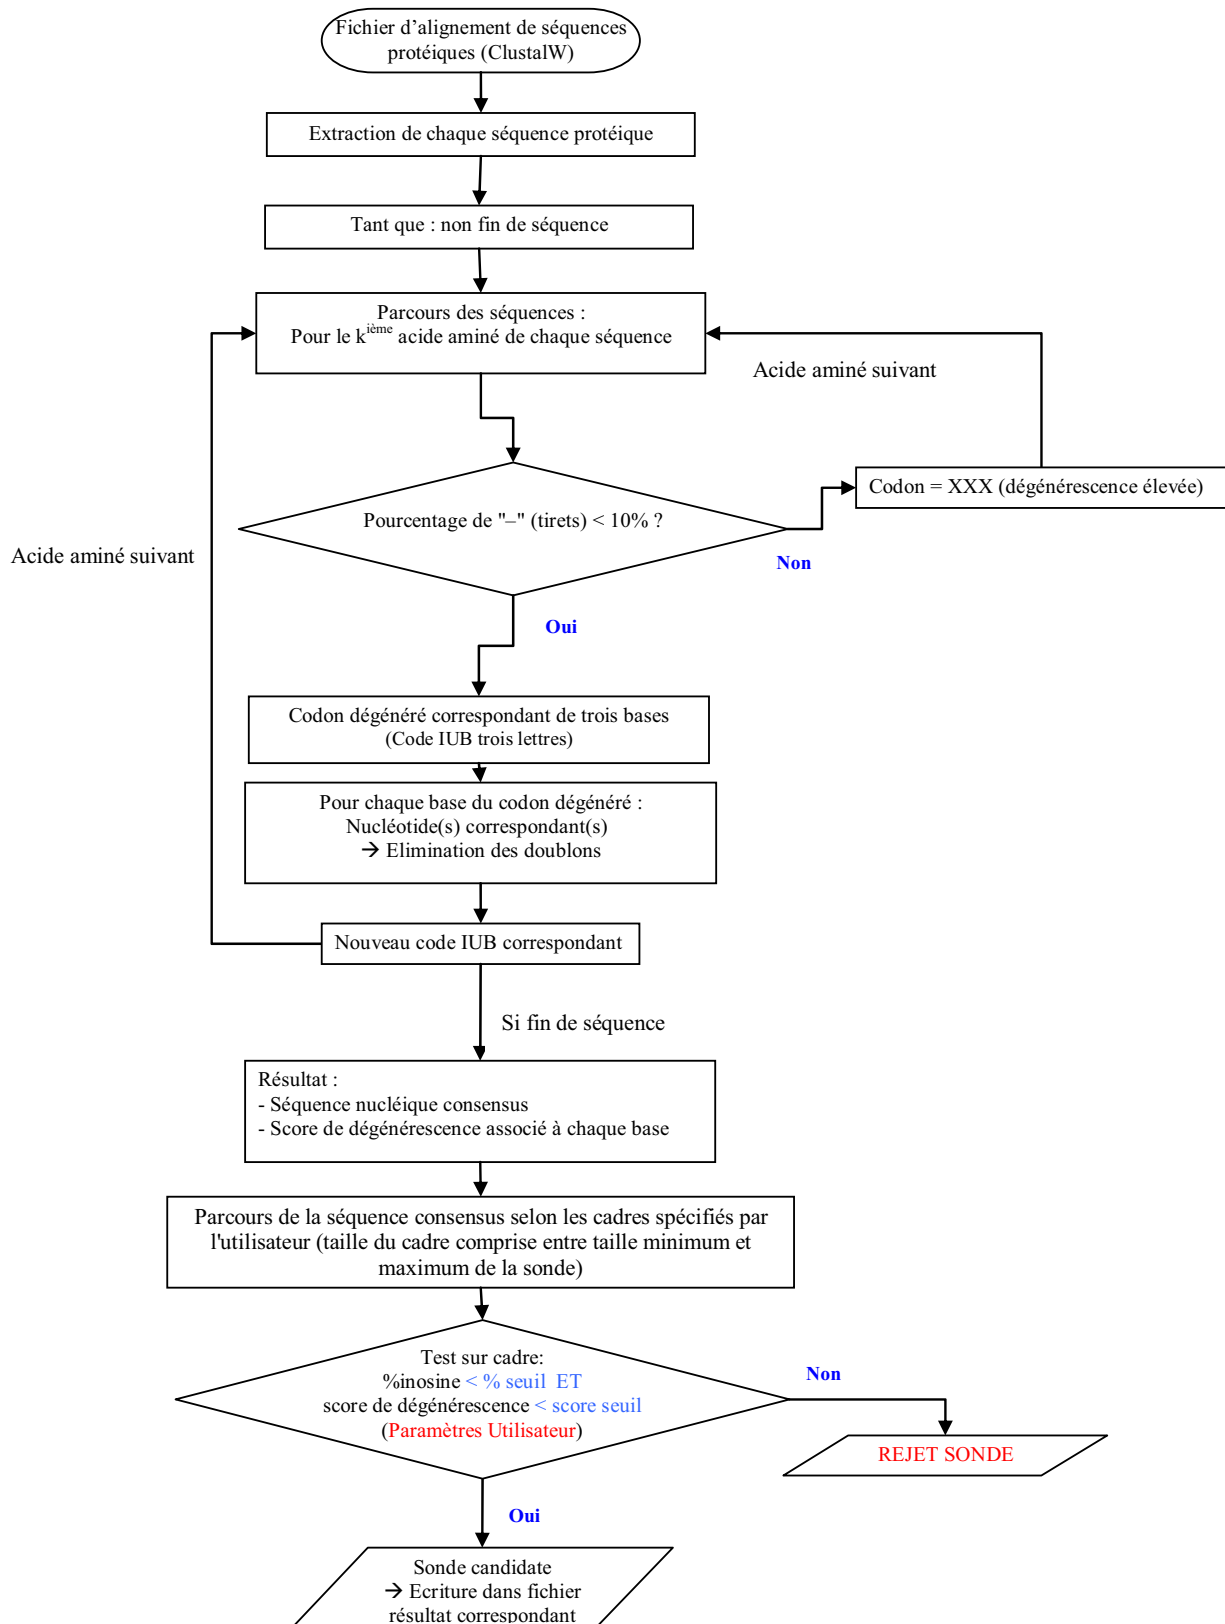 Fichier d'alignement de séquences
protéiques (ClustalW)
Extraction de chaque séquence protéique
Tant que : non fin de séquence
Parcours des séquences :
Pour le k^ième acide aminé de chaque séquence
Acide aminé suivant
Codon = XXX (dégénérescence élevée)
Pourcentage de "–" (tirets) < 10% ?
Acide aminé suivant
Non
Oui
Codon dégénéré correspondant de trois bases
(Code IUB trois lettres)
Pour chaque base du codon dégénéré :
Nucléotide(s) correspondant(s)
→ Elimination des doublons
Nouveau code IUB correspondant
Si fin de séquence
Résultat :
- Séquence nucléique consensus
- Score de dégénérescence associé à chaque base
Parcours de la séquence consensus selon les cadres spécifiés par
l'utilisateur (taille du cadre comprise entre taille minimum et
maximum de la sonde)
Test sur cadre:
%inosine < % seuil ET
score de dégénérescence < score seuil
(Paramètres Utilisateur)
Non
REJET SONDE
Oui
Sonde candidate
→ Ecriture dans fichier
résultat correspondant